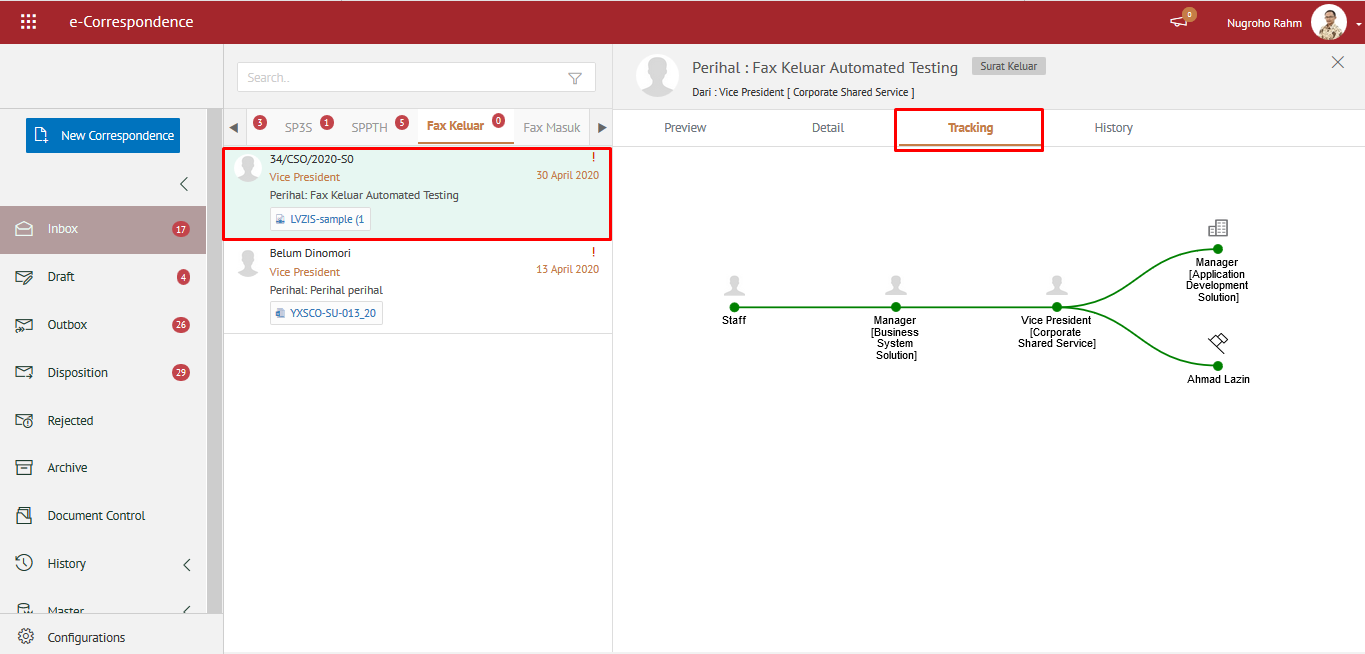 e-Correspondence
0
Nugroho Rahm
New Correspondence
Inbox
17
Draft
4
Outbox
26
Disposition
29
Rejected
Archive
Document Control
History
Master
Configurations
Search..
3
SP3S
1
SPPTH
5
Fax Keluar
0
Fax Masuk
34/CSO/2020-S0
!
Vice President
30 April 2020
Perihal: Fax Keluar Automated Testing
LVZIS-sample (1
Belum Dinomori
!
Vice President
13 April 2020
Perihal: Perihal perihal
YXSCO-SU-013_20
Perihal : Fax Keluar Automated Testing
Surat Keluar
Dari : Vice President [ Corporate Shared Service ]
Preview
Detail
Tracking
History
Staff
Manager
[Business
System
Solution]
Vice President
[Corporate
Shared Service]
Manager
[Application
Development
Solution]
Ahmad Lazin